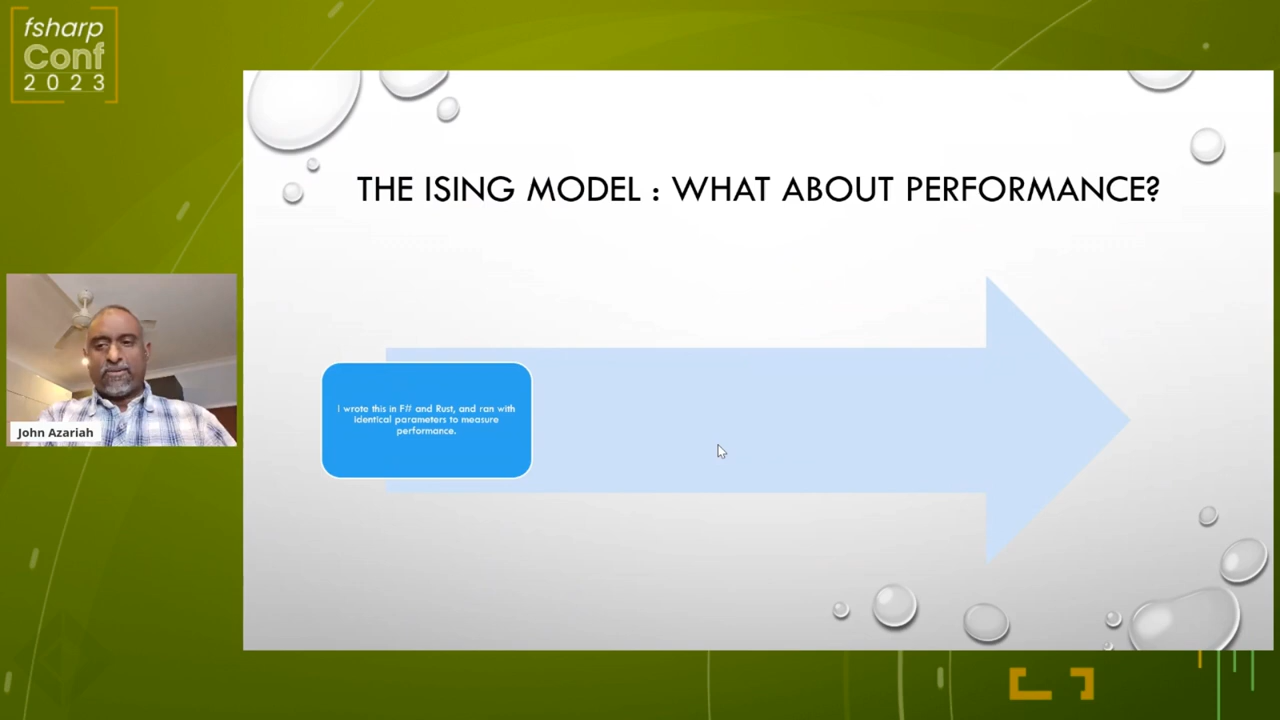 fsharp
Conf
2023
THE ISING MODEL : WHAT ABOUT PERFORMANCE?
I wrote this in F# and Rust, and ran with
identical parameters to measure
performance.
John Azariah